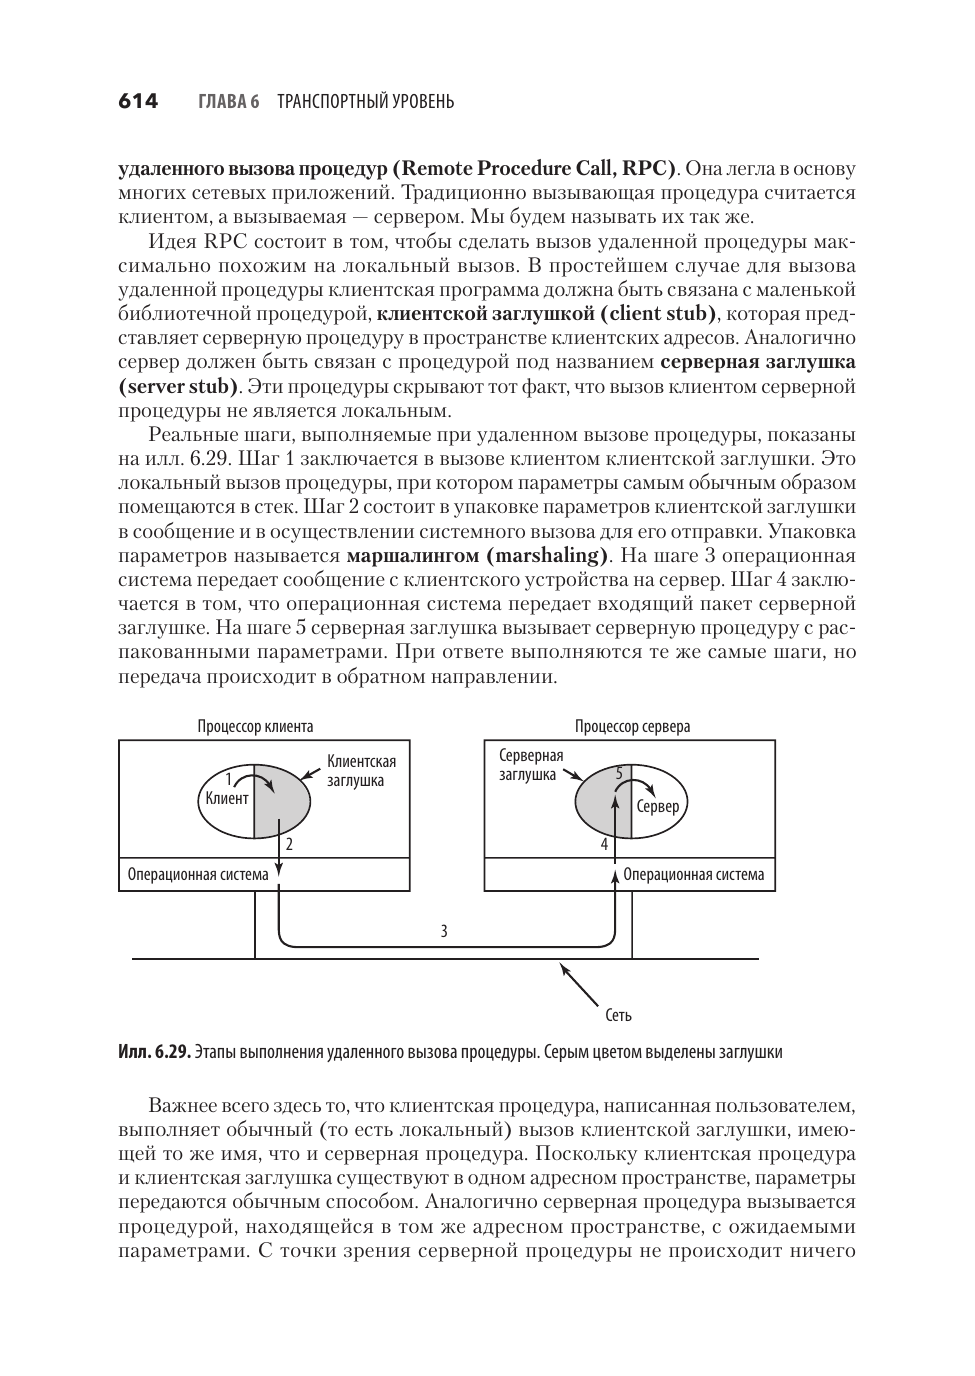 614 ГЛАВА 6 ТРАНСПОРТНЫЙ УРОВЕНЬ
удаленного вызова процедур (Remote Procedure Call, RPC). Она легла в основу
многих сетевых приложений. Традиционно вызывающая процедура считается
клиентом, а вызываемая — сервером. Мы будем называть их так же.
Идея RPC состоит в том, чтобы сделать вызов удаленной процедуры мак-
симально похожим на локальный вызов. В простейшем случае для вызова
удаленной процедуры клиентская программа должна быть связана с маленькой
библиотечной процедурой, клиентской заглушкой (client stub), которая пред-
ставляет серверную процедуру в пространстве клиентских адресов. Аналогично
сервер должен быть связан с процедурой под названием серверная заглушка
(server stub). Эти процедуры скрывают тот факт, что вызов клиентом серверной
процедуры не является локальным.
Реальные шаги, выполняемые при удаленном вызове процедуры, показаны
на илл. 6.29. Шаг 1 заключается в вызове клиентом клиентской заглушки. Это
локальный вызов процедуры, при котором параметры самым обычным образом
помещаются в стек. Шаг 2 состоит в упаковке параметров клиентской заглушки
в сообщение и в осуществлении системного вызова для его отправки. Упаковка
параметров называется маршалингом (marshaling). На шаге 3 операционная
система передает сообщение с клиентского устройства на сервер. Шаг 4 заклю-
чается в том, что операционная система передает входящий пакет серверной
заглушке. На шаге 5 серверная заглушка вызывает серверную процедуру с рас-
пакованными параметрами. При ответе выполняются те же самые шаги, но
передача происходит в обратном направлении.
Процессор клиента
Процессор сервера
Клиентская
заглушка
1
Клиент
2
Операционная система
Серверная
заглушка
5
Сервер
4
Операционная система
3
Сеть
Илл. 6.29. Этапы выполнения удаленного вызова процедуры. Серым цветом выделены заглушки
Важнее всего здесь то, что клиентская процедура, написанная пользователем,
выполняет обычный (то есть локальный) вызов клиентской заглушки, имею-
щей то же имя, что и серверная процедура. Поскольку клиентская процедура
и клиентская заглушка существуют в одном адресном пространстве, параметры
передаются обычным способом. Аналогично серверная процедура вызывается
процедурой, находящейся в том же адресном пространстве, с ожидаемыми
параметрами. С точки зрения серверной процедуры не происходит ничего